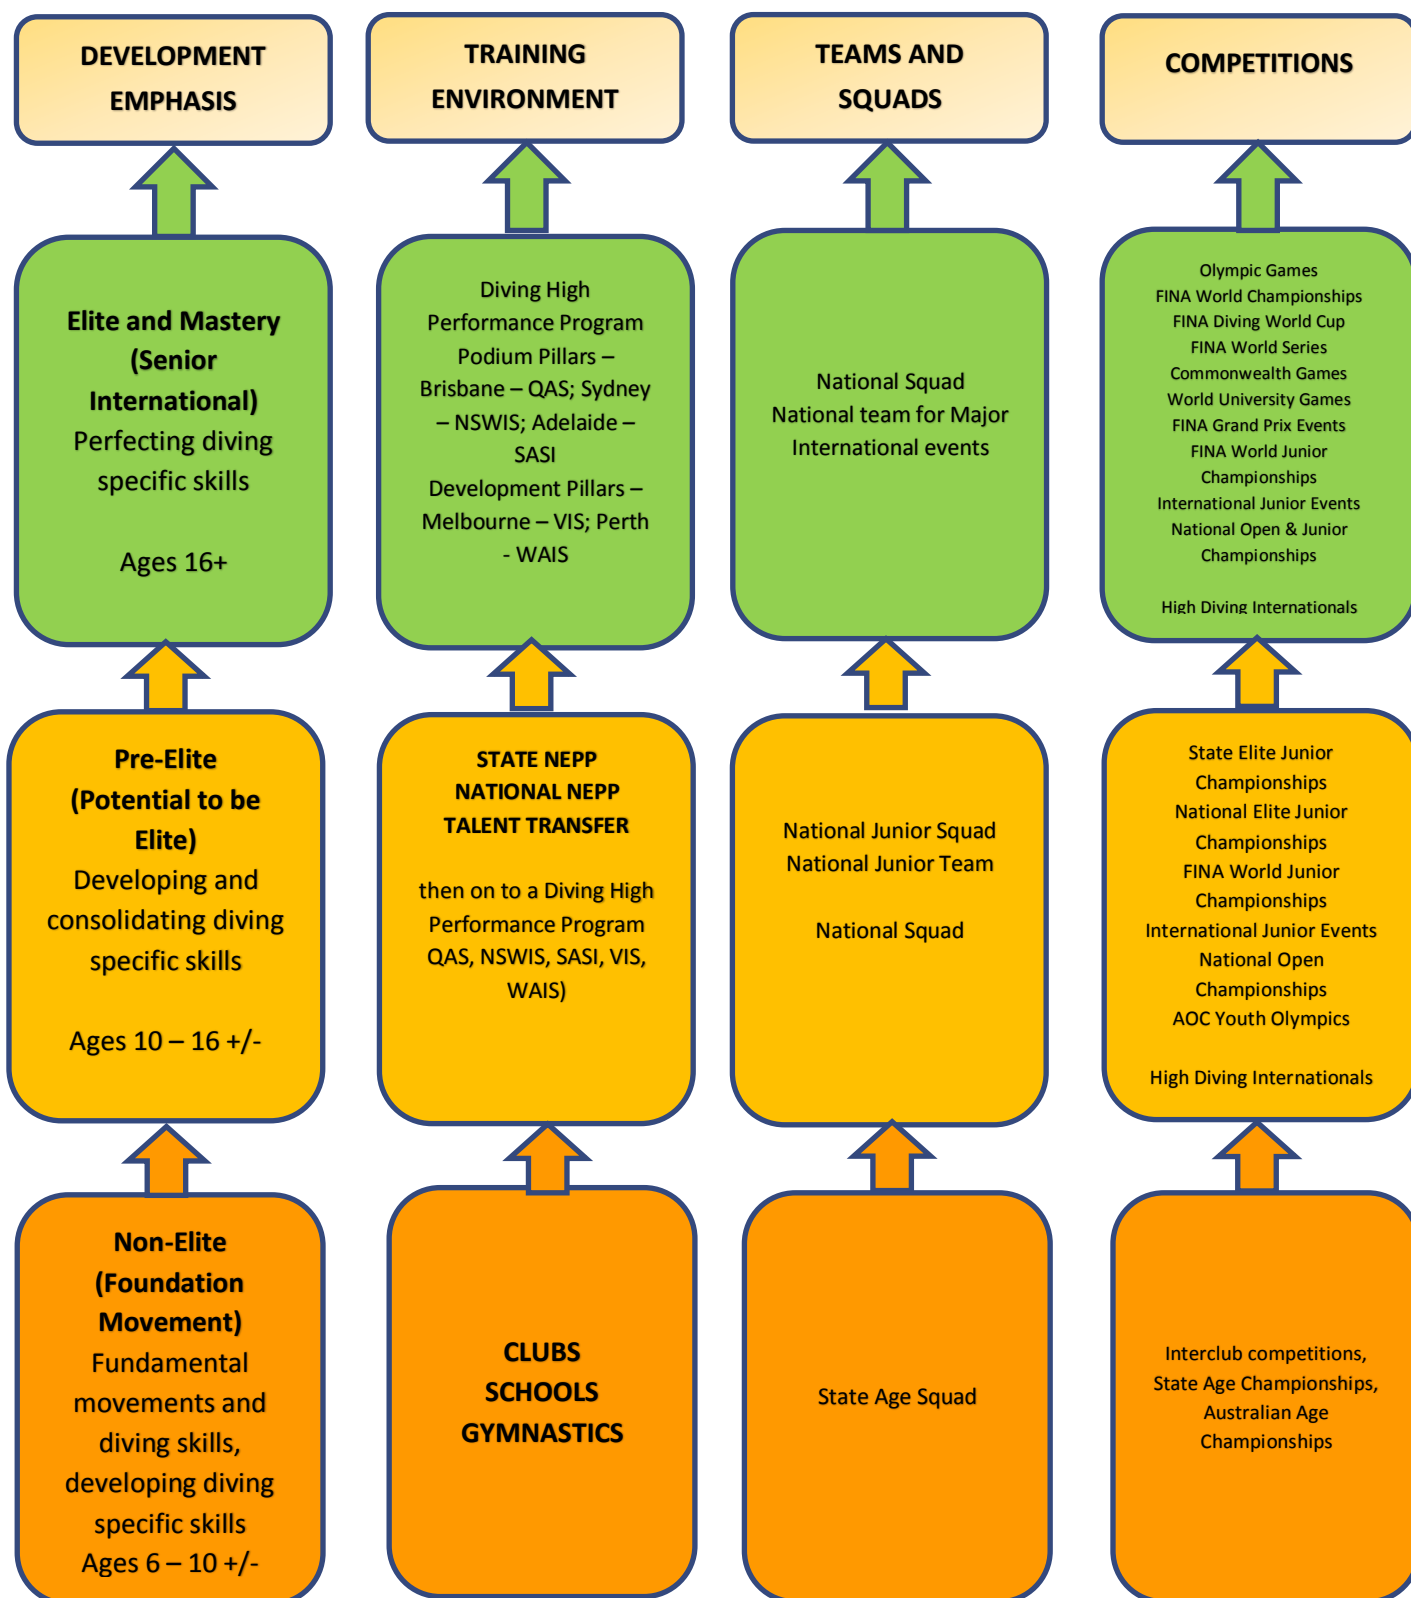 DEVELOPMENT
EMPHASIS
TRAINING
ENVIRONMENT
TEAMS AND
SQUADS
COMPETITIONS
Elite and Mastery
(Senior
International)
Perfecting diving
specific skills
Ages 16+
Diving High
Performance Program
Podium Pillars –
Brisbane – QAS; Sydney
– NSWIS; Adelaide –
SASI
Development Pillars –
Melbourne – VIS; Perth
- WAIS
National Squad
National team for Major
International events
Olympic Games
FINA World Championships
FINA Diving World Cup
FINA World Series
Commonwealth Games
World University Games
FINA Grand Prix Events
FINA World Junior
Championships
International Junior Events
National Open & Junior
Championships
High Diving Internationals
Pre-Elite
(Potential to be
Elite)
Developing and
consolidating diving
specific skills
Ages 10 – 16 +/-
STATE NEPP
NATIONAL NEPP
TALENT TRANSFER
then on to a Diving High
Performance Program
QAS, NSWIS, SASI, VIS,
WAIS)
National Junior Squad
National Junior Team
National Squad
State Elite Junior
Championships
National Elite Junior
Championships
FINA World Junior
Championships
International Junior Events
National Open
Championships
AOC Youth Olympics
High Diving Internationals
Non-Elite
(Foundation
Movement)
Fundamental
movements and
diving skills,
developing diving
specific skills
Ages 6 – 10 +/-
CLUBS
SCHOOLS
GYMNASTICS
State Age Squad
Interclub competitions,
State Age Championships,
Australian Age
Championships